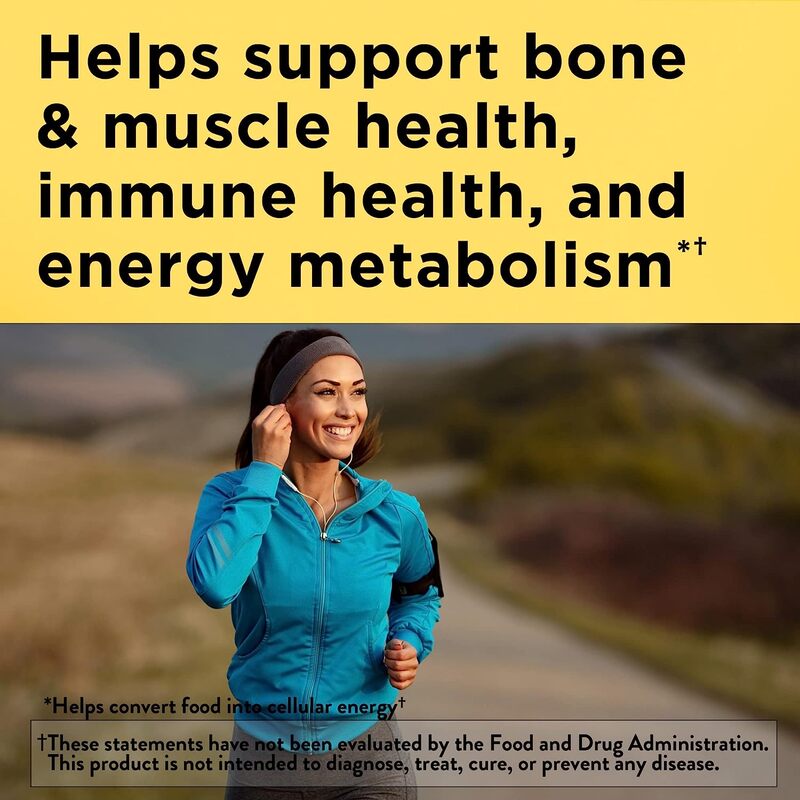 Helps support bone
& muscle health,
immune health, and
energy metabolism*†
*Helps convert food into cellular energy†
†These statements have not been evaluated by the Food and Drug Administration.
This product is not intended to diagnose, treat, cure, or prevent any disease.